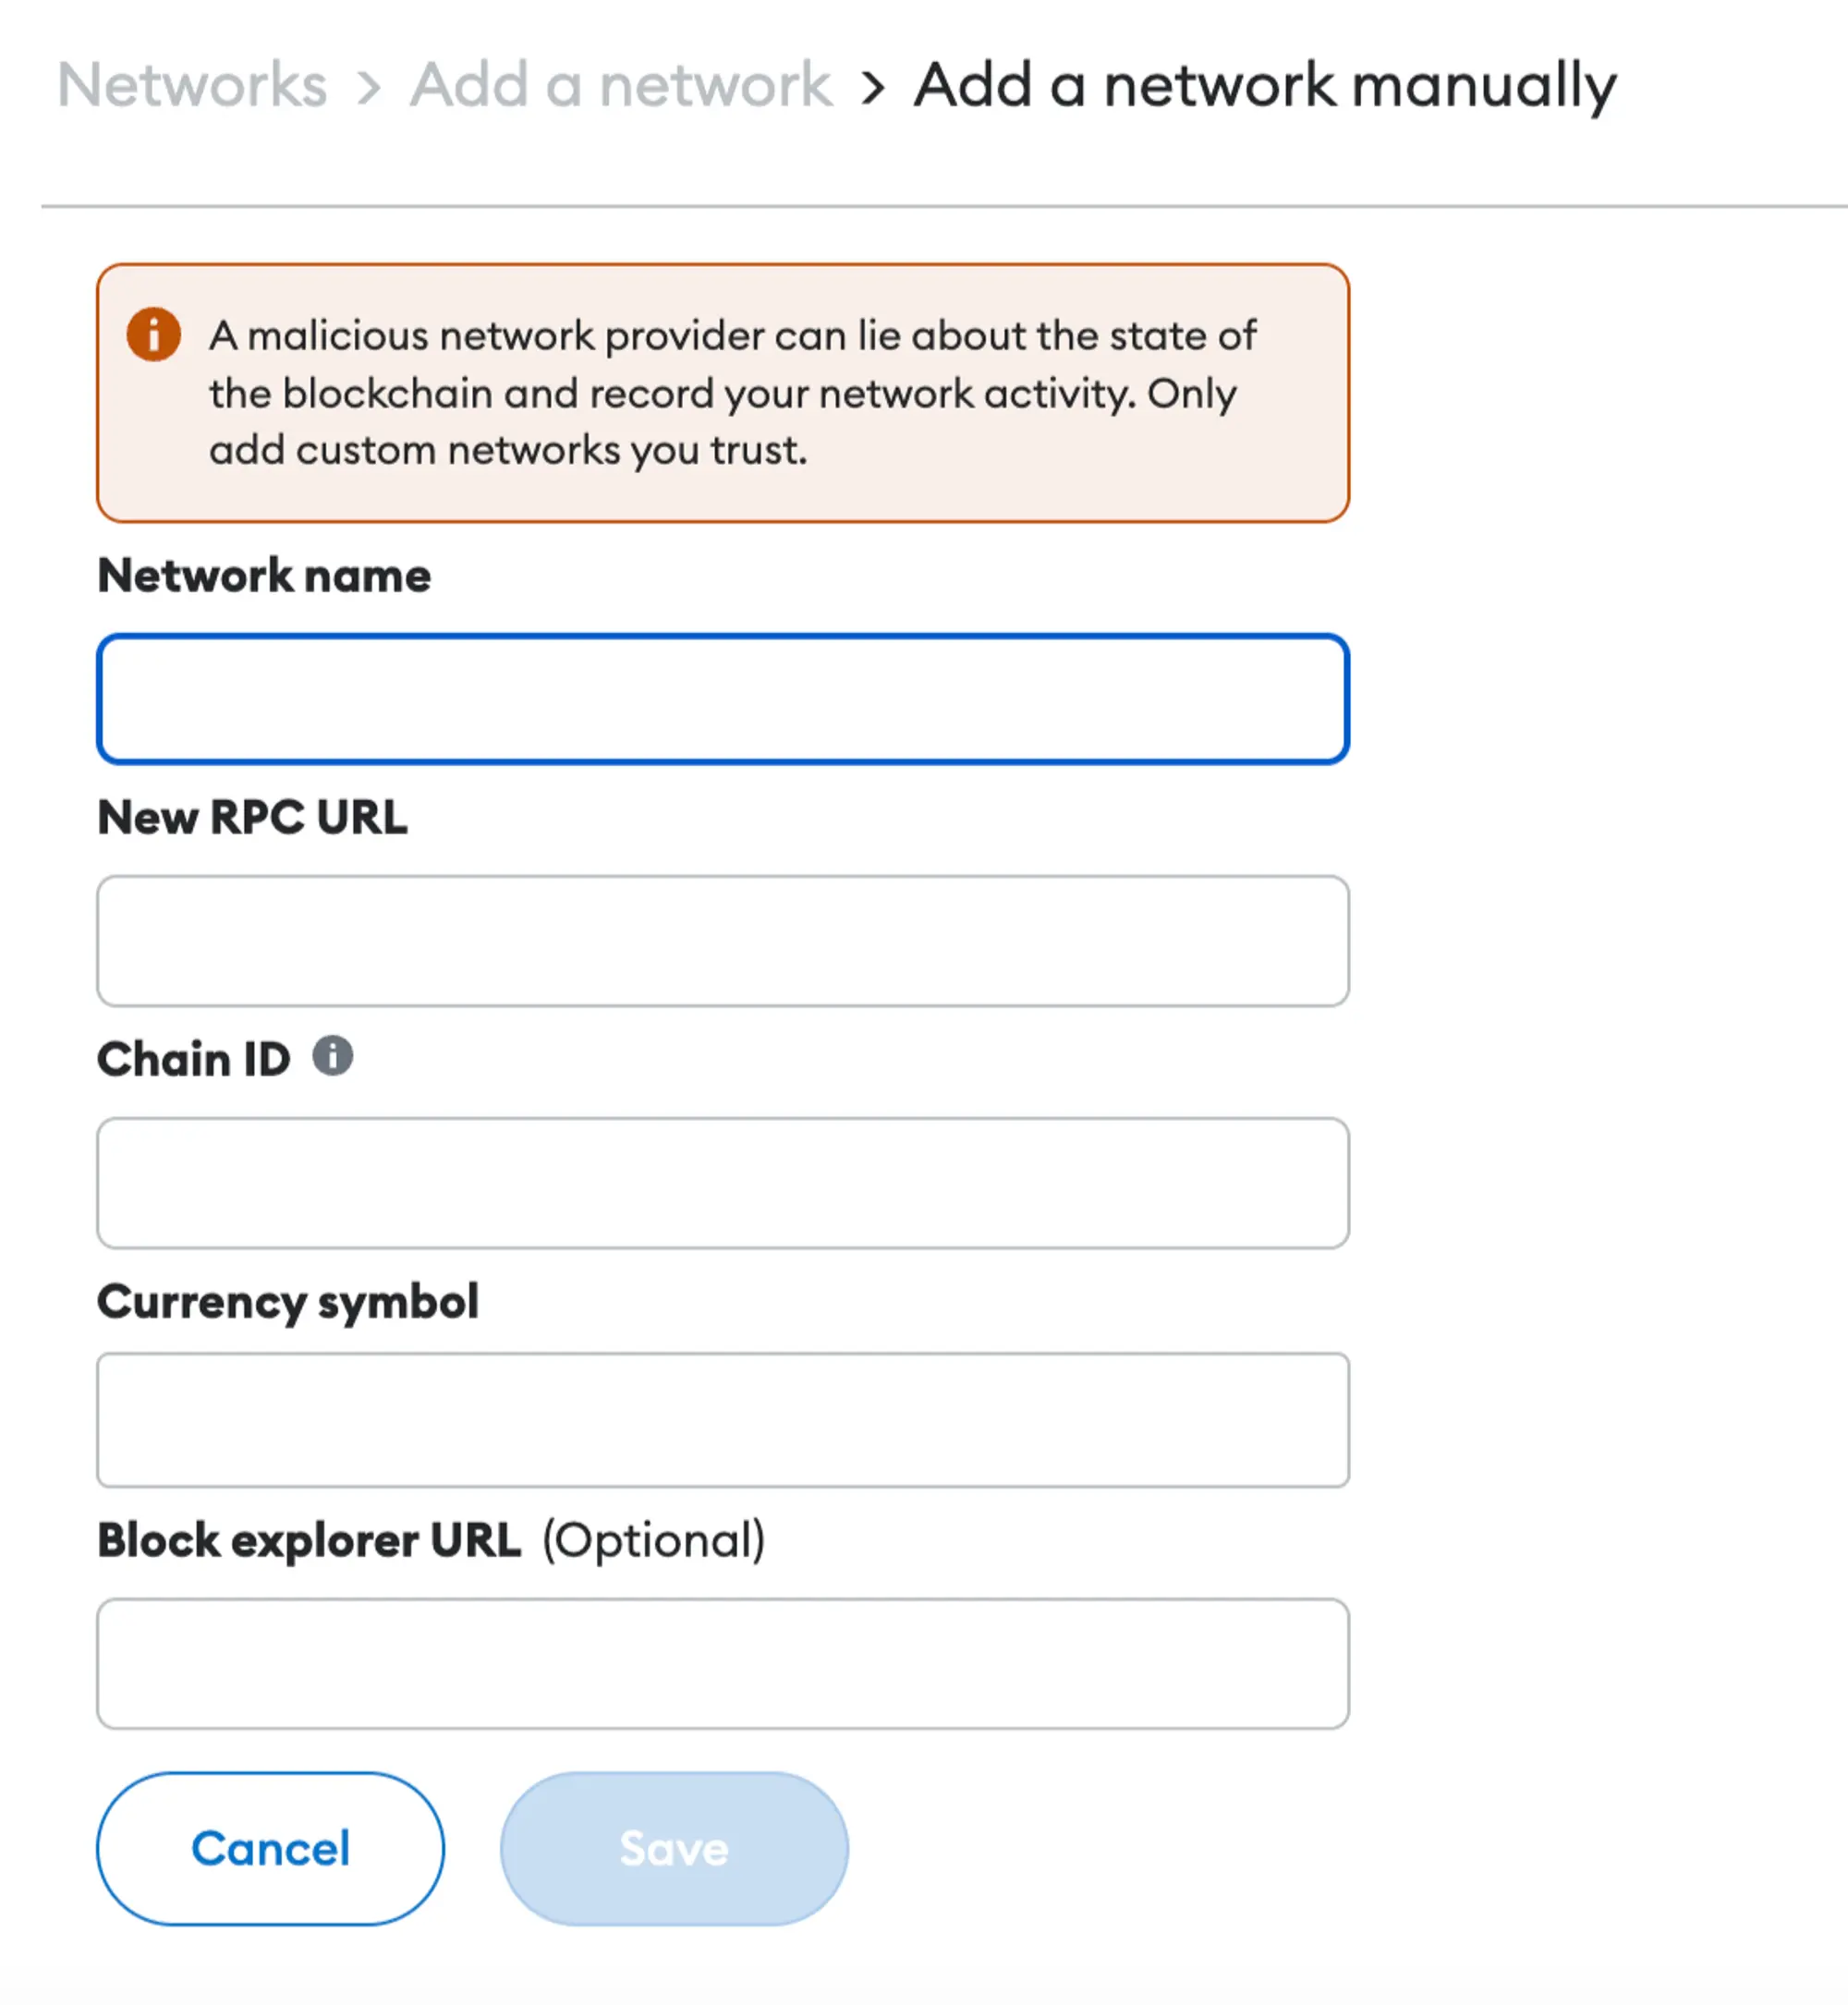 Networks > Add a network > Add a network manually
A malicious network provider can lie about the state of
the blockchain and record your network activity. Only
add custom networks you trust.
Network name
New RPC URL
Chain ID
Currency symbol
Block explorer URL (Optional)
Cancel Save